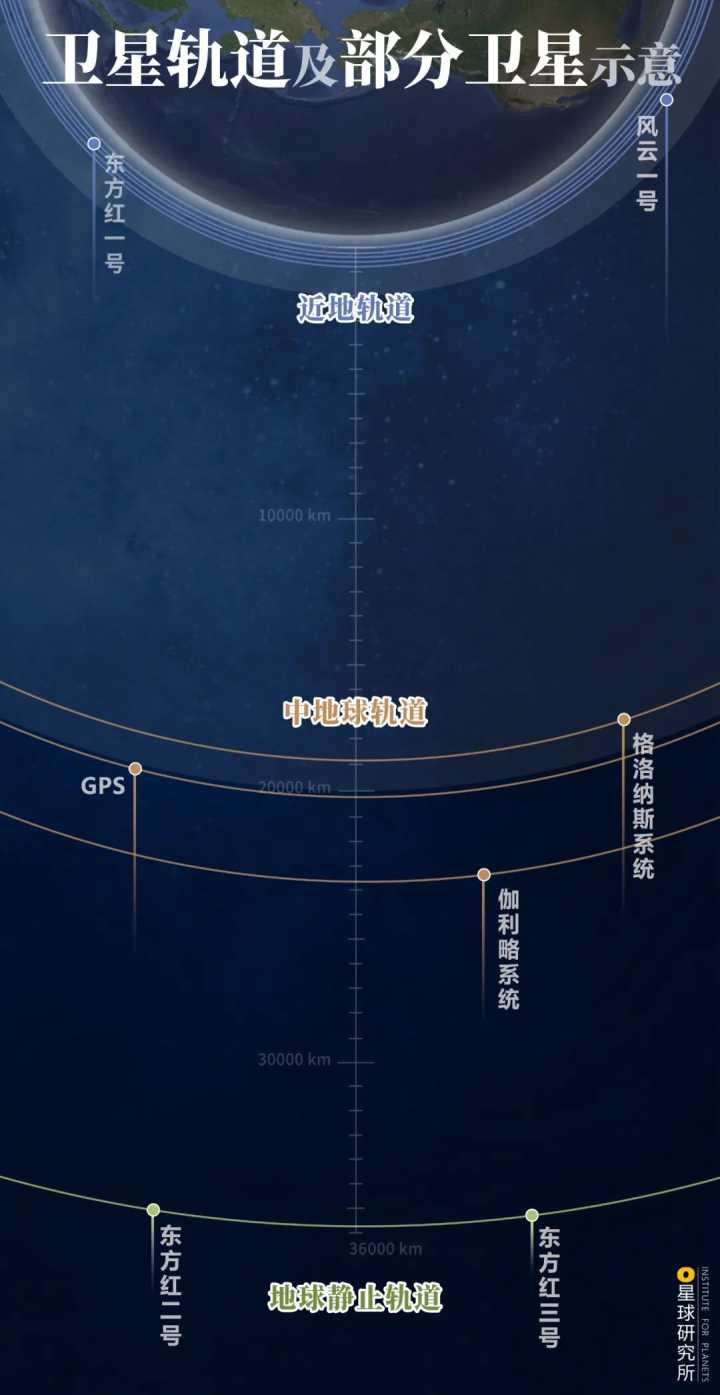 卫星轨道及部分卫星示意
风云一号
东方红一号
近地轨道
10000 km
中地球轨道
格洛纳斯系统
GPS
20000 km
伽利略系统
30000 km
东方红二号
东方红三号
36000 km
地球静止轨道
星球研究所
INSTITUTE FOR PLANETS